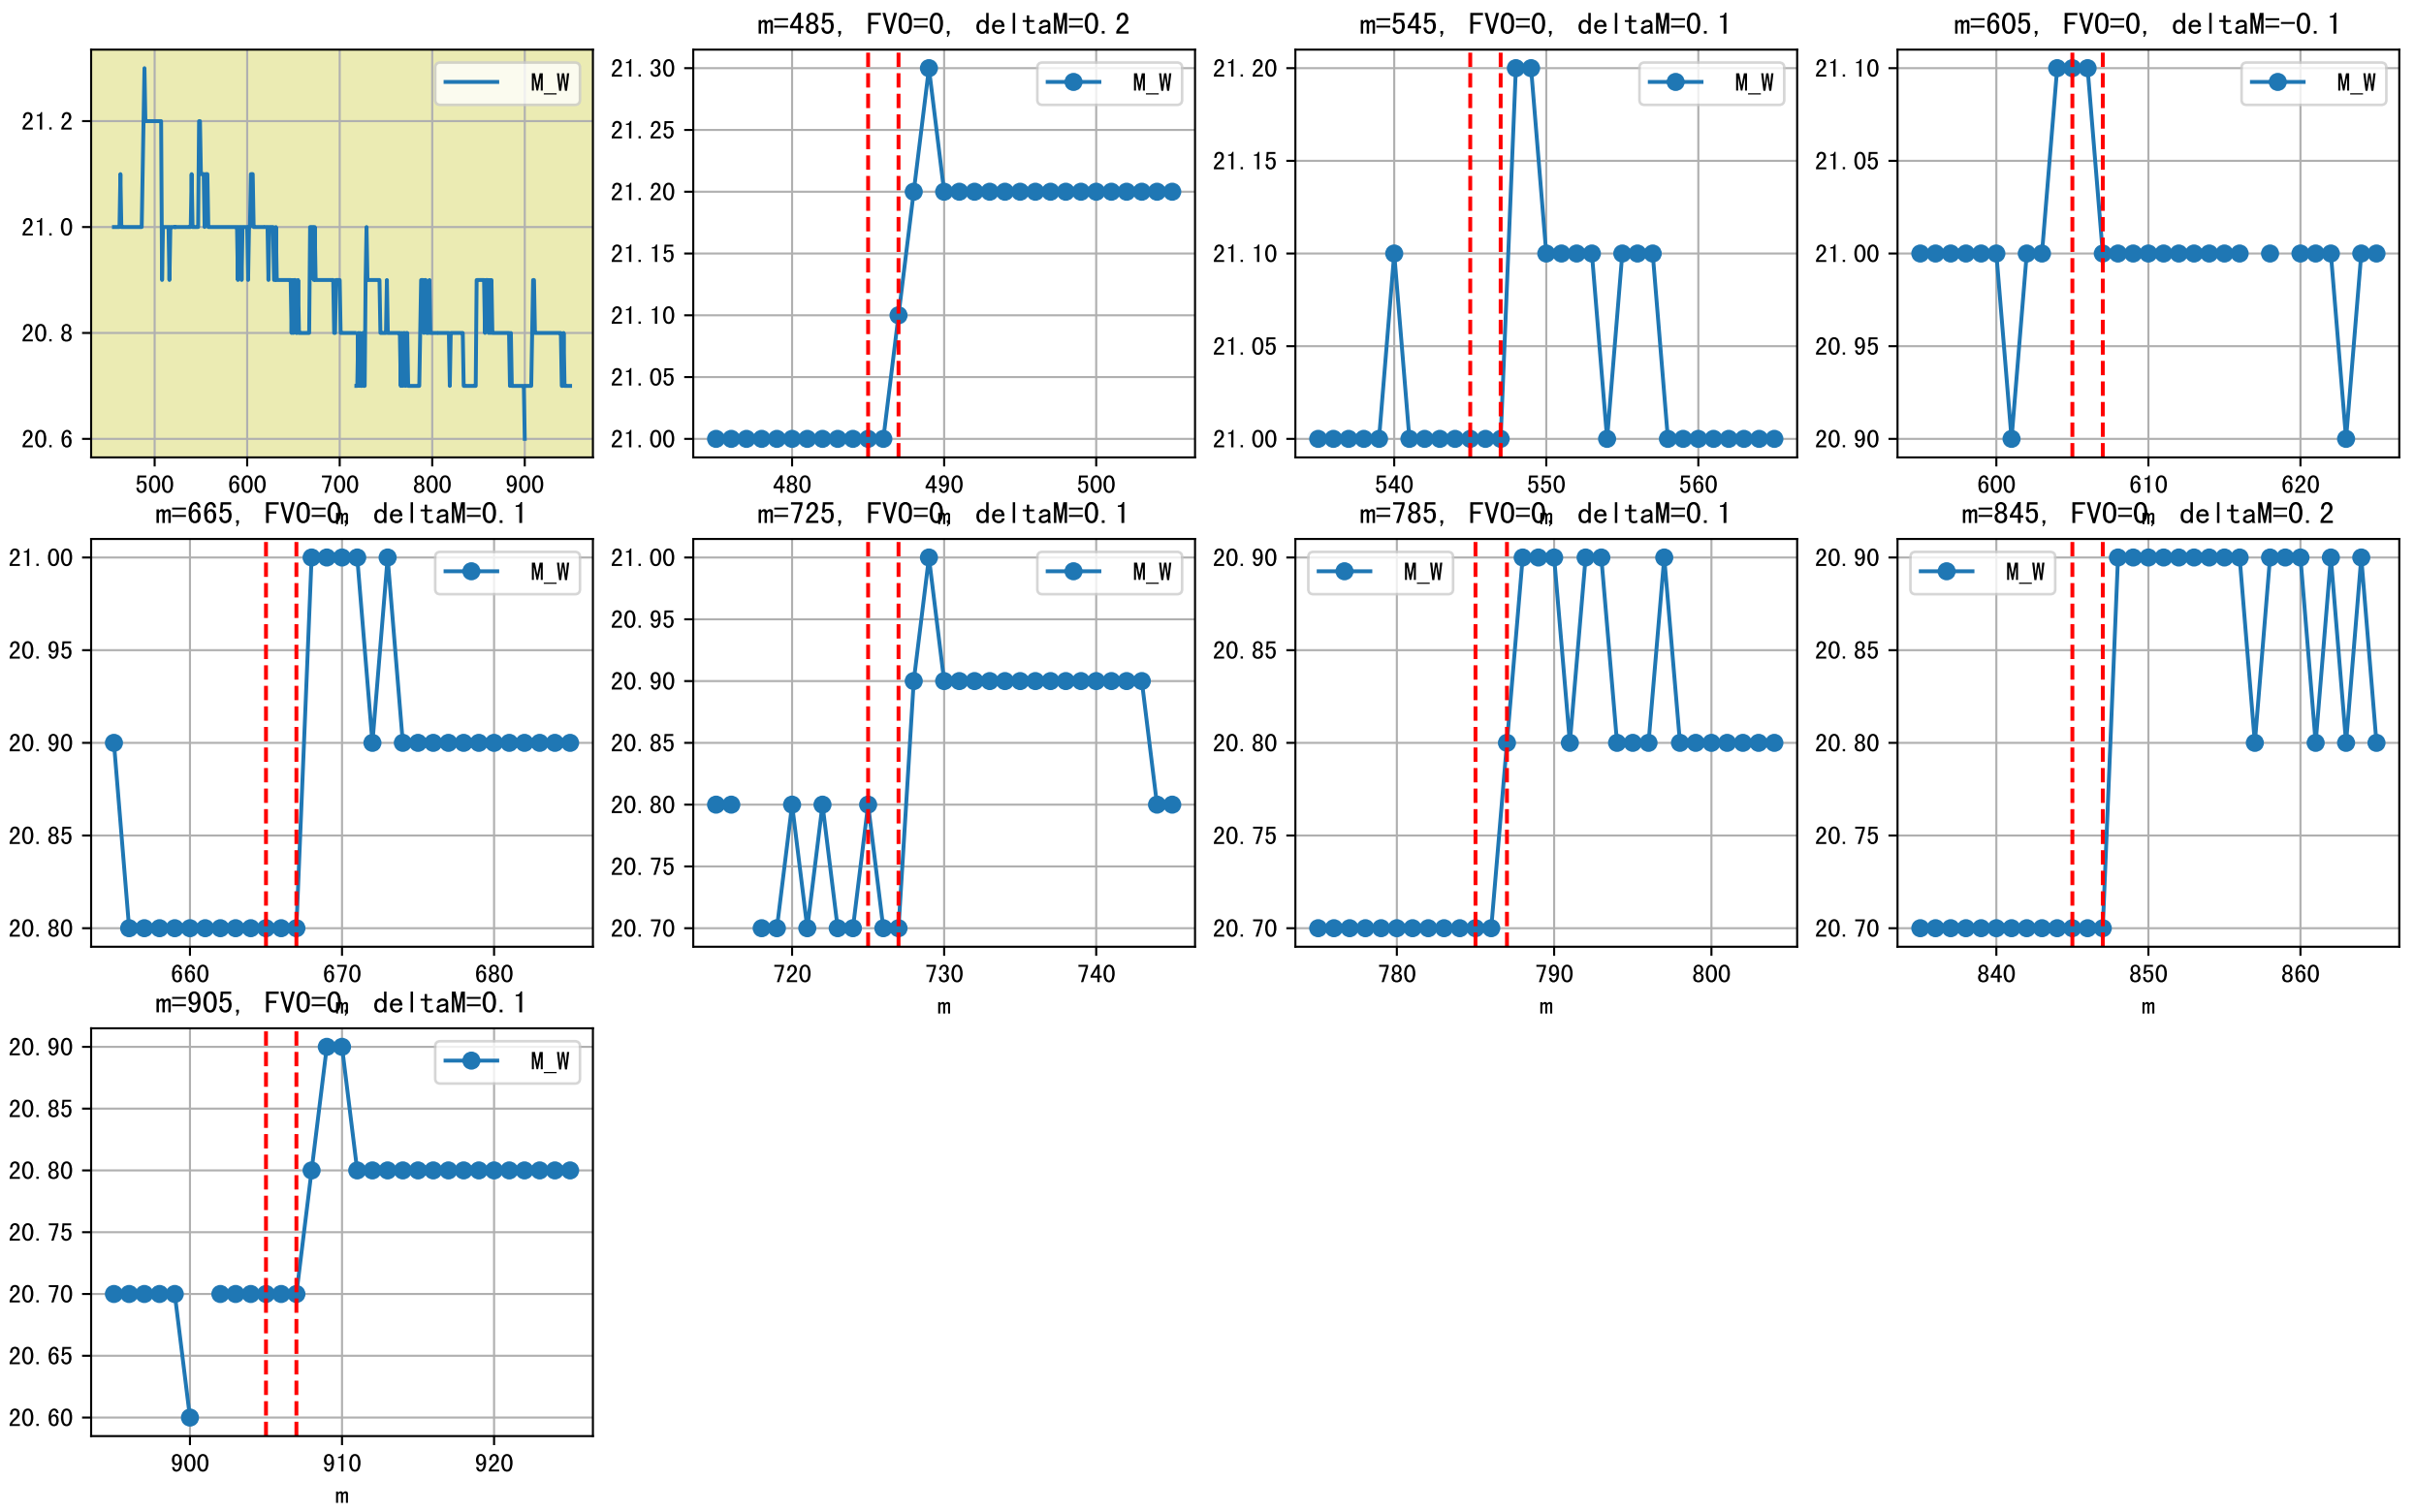 m=485, FVO=0, deltaM=0.2
m=545, FVO=0, deltaM=0.1
m=605, FVO=0, deltaM=-0.1
M_W
21.2
21.0
20.8
20.6
500 600 700 800 900
m
M_W
21.30
21.25
21.20
21.15
21.10
21.05
21.00
480 490 500
m
M_W
21.20
21.15
21.10
21.05
21.00
540 550 560
m
M_W
21.10
21.05
21.00
20.95
20.90
600 610 620
m
m=665, FVO=0, deltaM=0.1
m=725, FVO=0, deltaM=0.1
m=785, FVO=0, deltaM=0.1
m=845, FVO=0, deltaM=0.2
M_W
21.00
20.95
20.90
20.85
20.80
660 670 680
m
M_W
21.00
20.95
20.90
20.85
20.80
20.75
20.70
720 730 740
m
M_W
20.90
20.85
20.80
20.75
20.70
780 790 800
m
M_W
20.90
20.85
20.80
20.75
20.70
840 850 860
m
m=905, FVO=0, deltaM=0.1
M_W
20.90
20.85
20.80
20.75
20.70
20.65
20.60
900 910 920
m